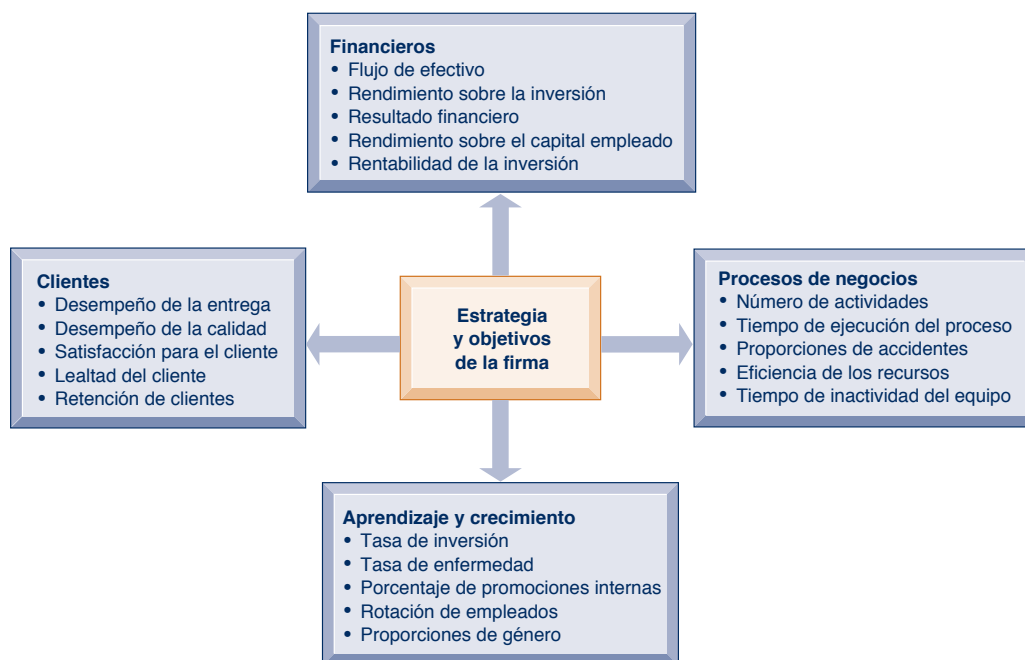 Financieros
• Flujo de efectivo
• Rendimiento sobre la inversión
• Resultado financiero
• Rendimiento sobre el capital empleado
• Rentabilidad de la inversión
Clientes
• Desempeño de la entrega
• Desempeño de la calidad
• Satisfacción para el cliente
• Lealtad del cliente
• Retención de clientes
Estrategia
y objetivos
de la firma
Procesos de negocios
• Número de actividades
• Tiempo de ejecución del proceso
• Proporciones de accidentes
• Eficiencia de los recursos
• Tiempo de inactividad del equipo
Aprendizaje y crecimiento
• Tasa de inversión
• Tasa de enfermedad
• Porcentaje de promociones internas
• Rotación de empleados
• Proporciones de género